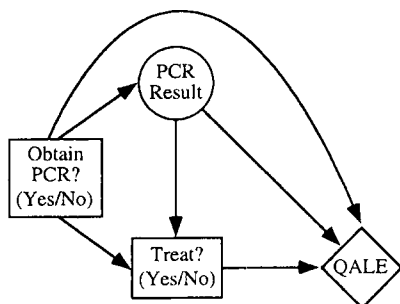 PCR
Result
Obtain
PCR?
(Yes/No)
Treat?
(Yes/No)
QALE